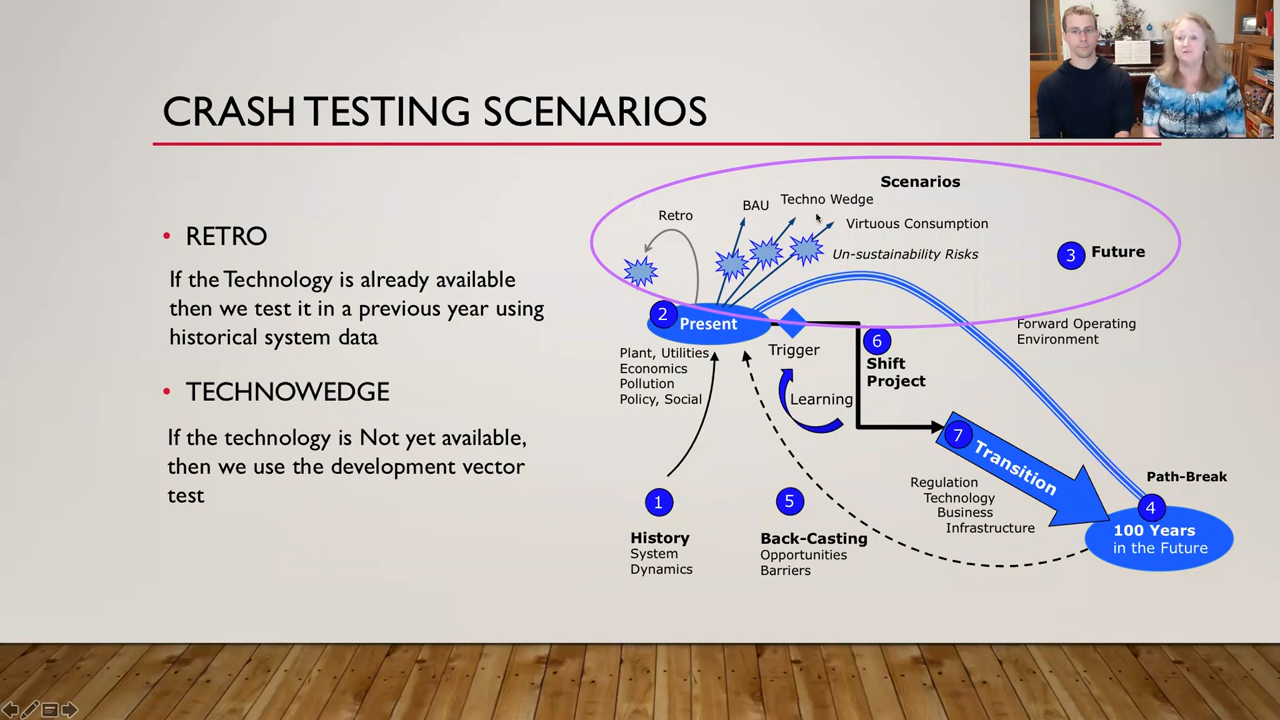 CRASH TESTING SCENARIOS
• RETRO
If the Technology is already available
then we test it in a previous year using
historical system data
• TECHNOWEDGE
If the technology is Not yet available,
then we use the development vector
test
Scenarios
Retro
BAU
Techno Wedge
Virtuous Consumption
Un-sustainability Risks
3 Future
2 Present
Plant, Utilities
Economics
Pollution
Policy, Social
Trigger
Learning
6
Shift
Project
Forward Operating
Environment
7 Transition
Regulation
Technology
Business
Infrastructure
Path-Break
4
100 Years
in the Future
1
History
System
Dynamics
5
Back-Casting
Opportunities
Barriers